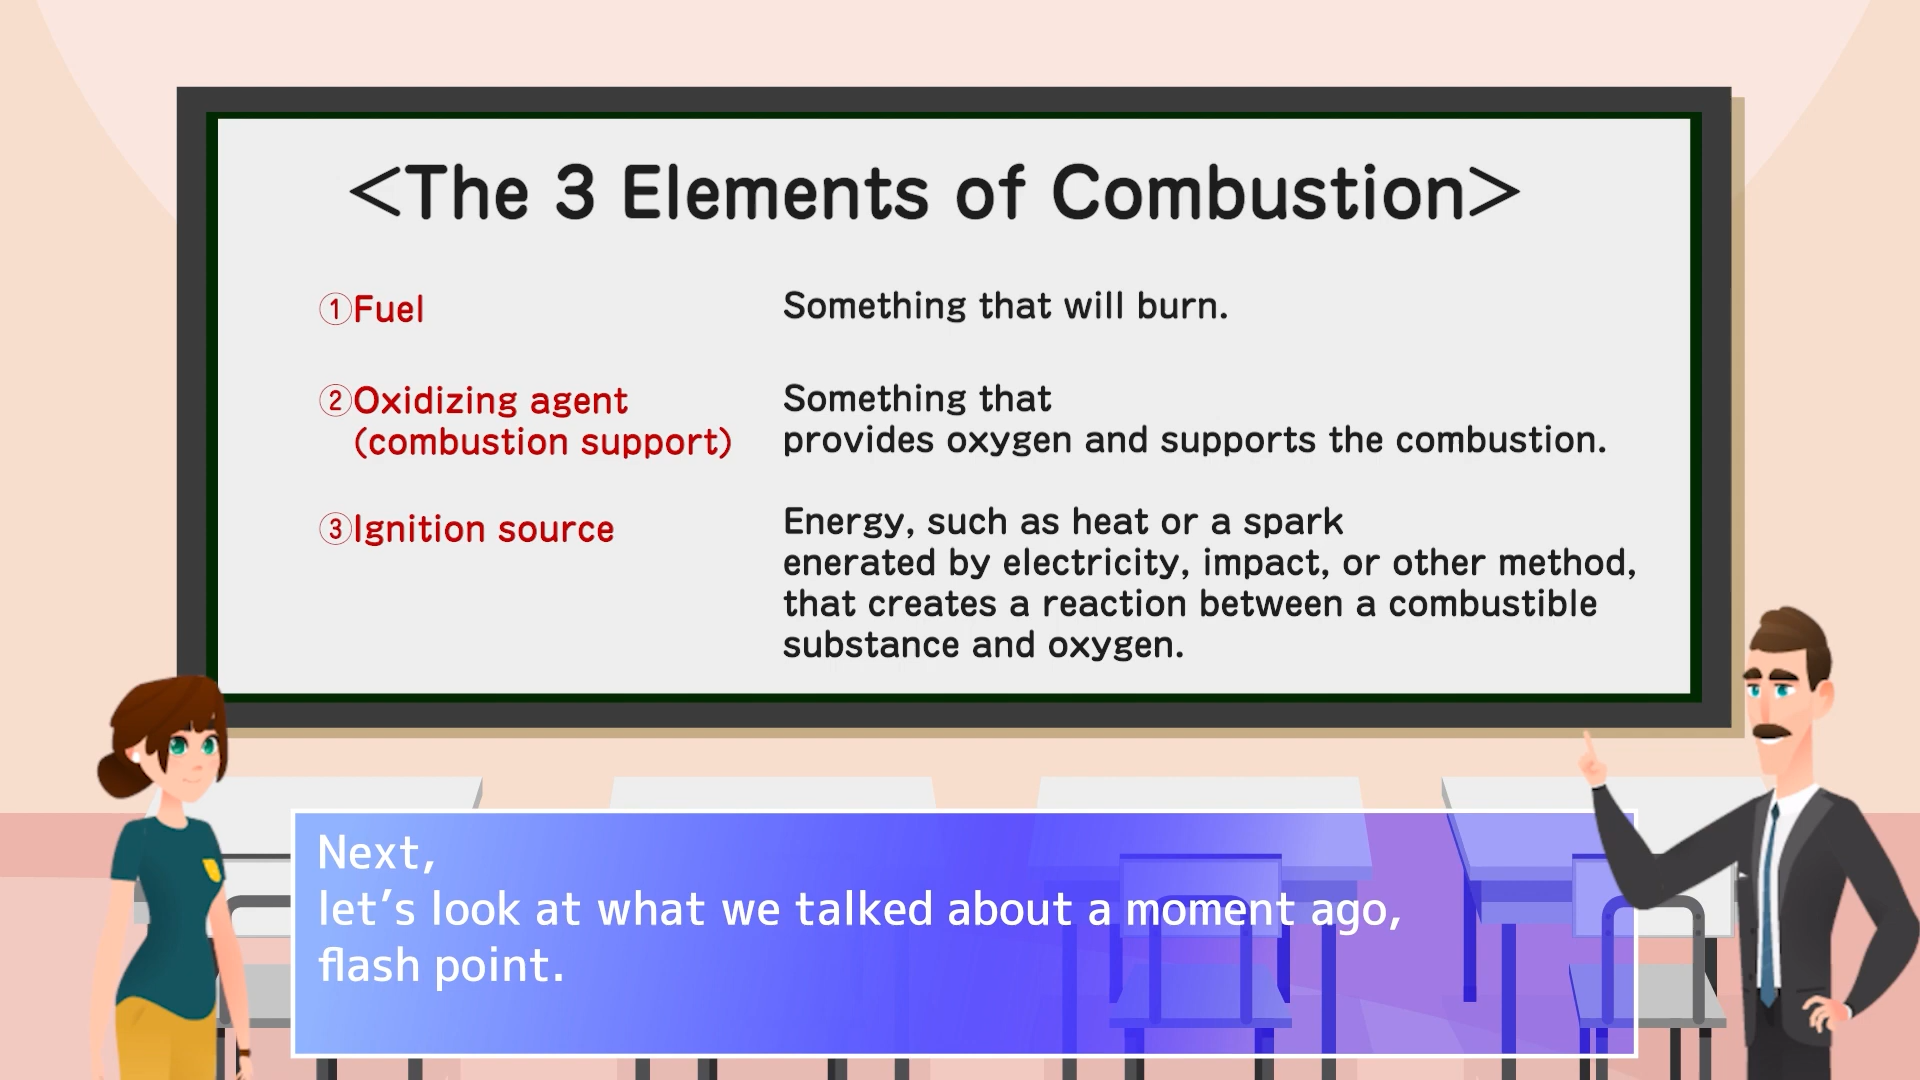 <The 3 Elements of Combustion>
①Fuel
Something that will burn.
②Oxidizing agent
(combustion support)
Something that
provides oxygen and supports the combustion.
③Ignition source
Energy, such as heat or a spark
enerated by electricity, impact, or other method,
that creates a reaction between a combustible
substance and oxygen.
Next,
let’s look at what we talked about a moment ago,
flash point.